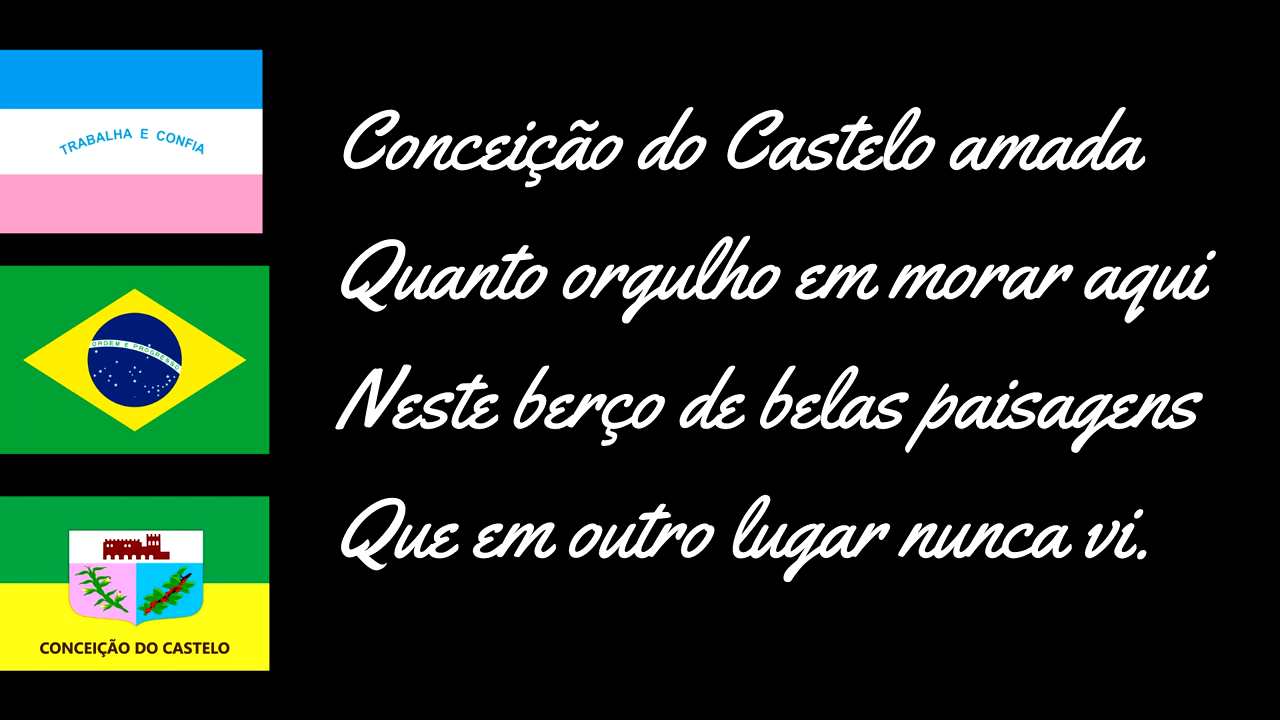 TRABALHA E CONFIA
ORDEM E PROGRESSO
CONCEIÇÃO DO CASTELO
Conceição do Castelo amada
Quanto orgulho em morar aqui
Neste berço de belas paisagens
Que em outro lugar nunca vi.